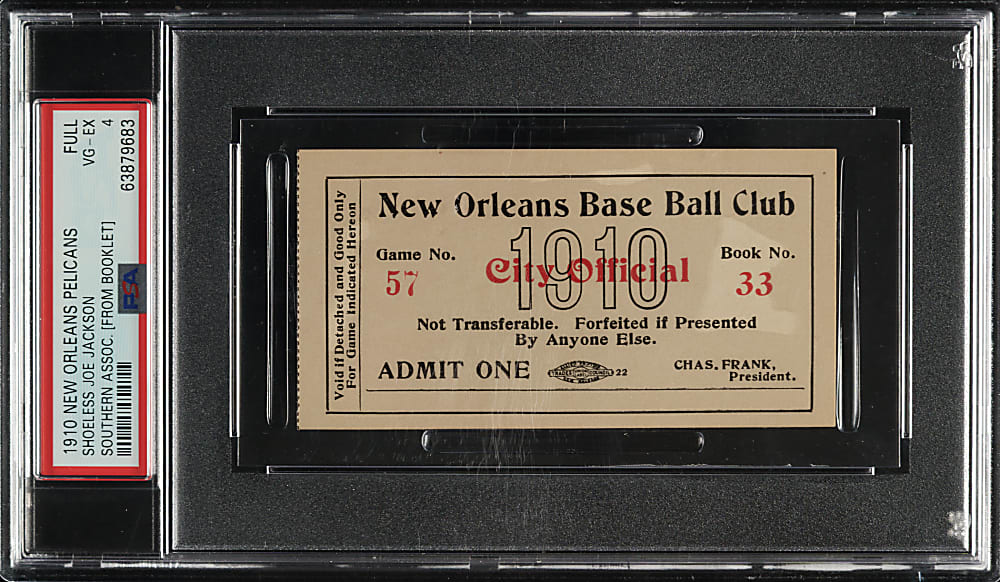 1910 NEW ORLEANS PELICANS FULL
SHOELESS JOE JACKSON VG - EX
SOUTHERN ASSOC. [FROM BOOKLET] 4
63879683
PSA
Void if Detached and Good Only
For Game Indicated Hereon
New Orleans Base Ball Club
Game No. 1910 Book No.
57 City Official 33
Not Transferable. Forfeited if Presented
By Anyone Else.
ADMIT ONE TRADES COUNCIL 22 CHAS. FRANK,
President.